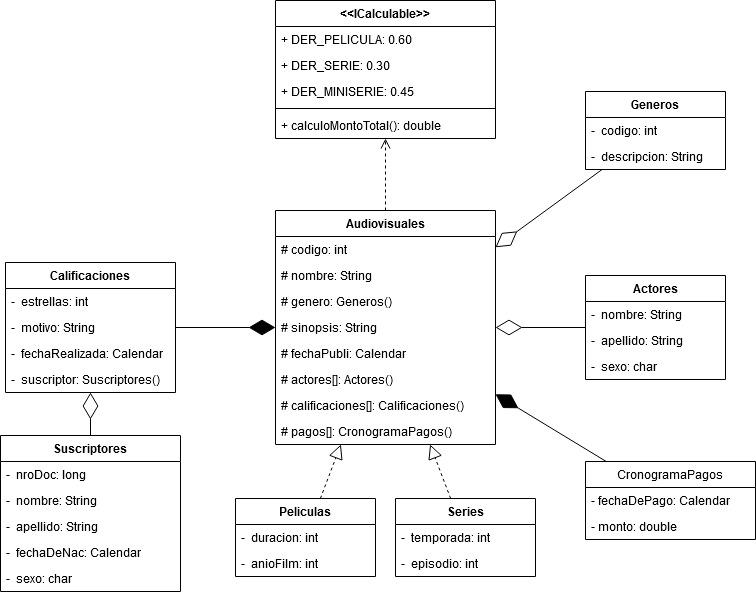 <<ICalculable>>
+ DER_PELICULA: 0.60
+ DER_SERIE: 0.30
+ DER_MINISERIE: 0.45
+ calculoMontoTotal(): double
Generos
- codigo: int
- descripcion: String
Audiovisuales
# codigo: int
# nombre: String
# genero: Generos()
# sinopsis: String
# fechaPubli: Calendar
# actores[]: Actores()
# calificaciones[]: Calificaciones()
# pagos[]: CronogramaPagos()
Calificaciones
- estrellas: int
- motivo: String
- fechaRealizada: Calendar
- suscriptor: Suscriptores()
Actores
- nombre: String
- apellido: String
- sexo: char
Suscriptores
- nroDoc: long
- nombre: String
- apellido: String
- fechaDeNac: Calendar
- sexo: char
CronogramaPagos
- fechaDePago: Calendar
- monto: double
Peliculas
- duracion: int
- anioFilm: int
Series
- temporada: int
- episodio: int